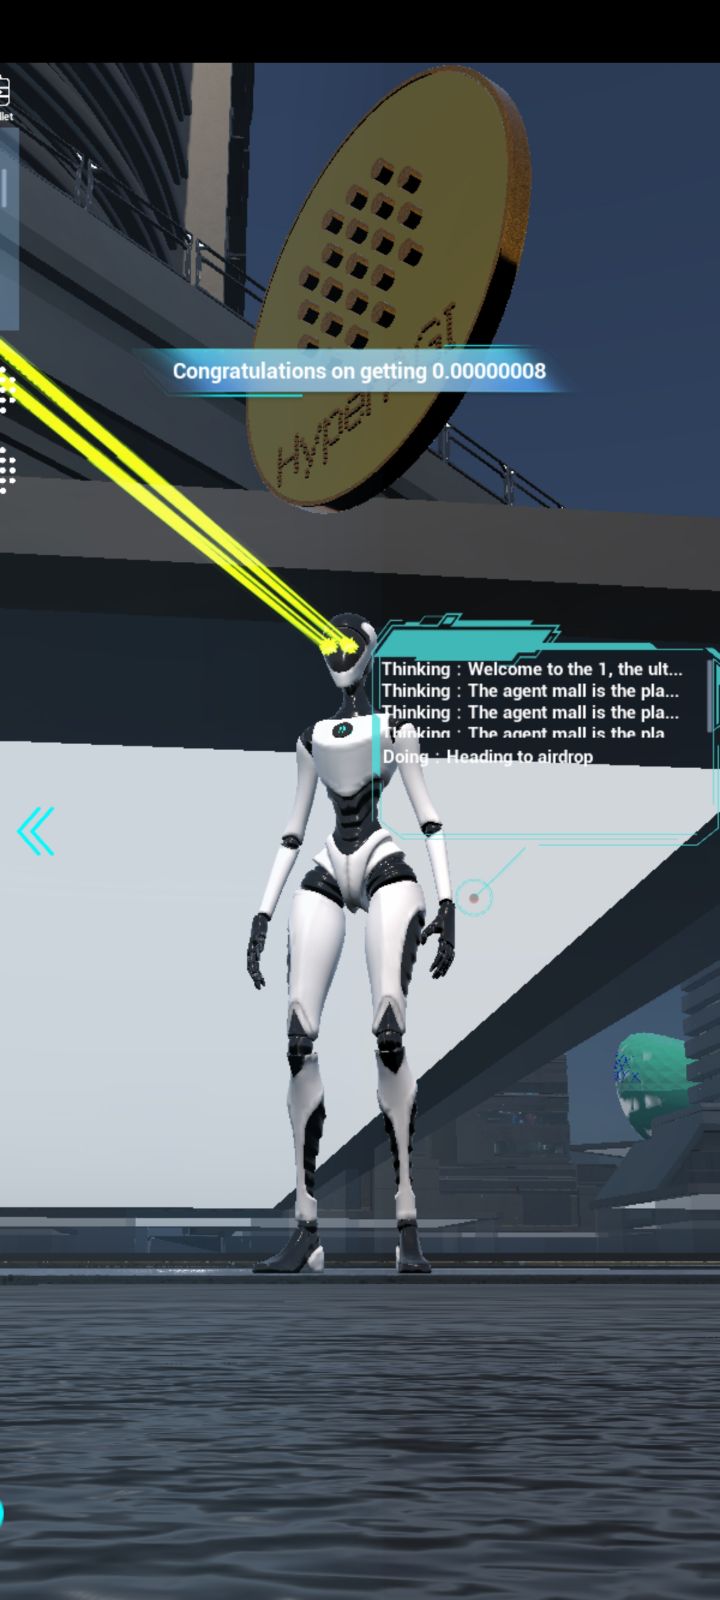 llet
Congratulations on getting 0.00000008
Thinking : Welcome to the 1, the ult...
Thinking : The agent mall is the pla...
Thinking : The agent mall is the pla...
Thinking : The agent mall is the pla
Doing : Heading to airdrop